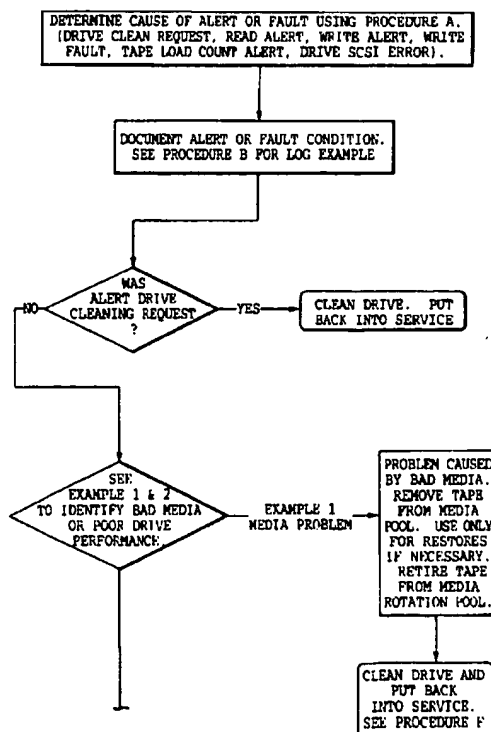 DETERMINE CAUSE OF ALERT OR FAULT USING PROCEDURE A.
(DRIVE CLEAN REQUEST, READ ALERT, WRITE ALERT, WRITE
FAULT, TAPE LOAD COUNT ALERT, DRIVE SCSI ERROR).
DOCUMENT ALERT OR FAULT CONDITION.
SEE PROCEDURE B FOR LOG EXAMPLE
WAS
ALERT DRIVE
CLEANING REQUEST
?
NO
YES
CLEAN DRIVE. PUT
BACK INTO SERVICE
SEE
EXAMPLE 1 & 2
TO IDENTIFY BAD MEDIA
OR POOR DRIVE
PERFORMANCE.
EXAMPLE 1
MEDIA PROBLEM
PROBLEM CAUSED
BY BAD MEDIA.
REMOVE TAPE
FROM MEDIA
POOL. USE ONLY
FOR RESTORES
IF NECESSARY.
RETIRE TAPE
FROM MEDIA
ROTATION POOL.
CLEAN DRIVE AND
PUT BACK
INTO SERVICE.
SEE PROCEDURE F